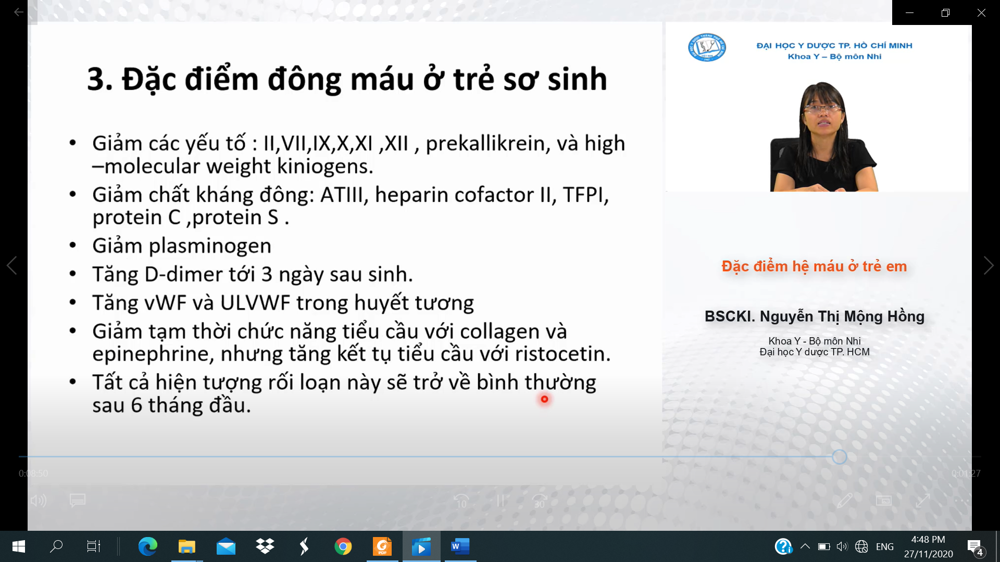 3. Đặc điểm đông máu ở trẻ sơ sinh
• Giảm các yếu tố : II,VII,IX,X,XI ,XII , prekallikrein, và high
–molecular weight kiniogens.
• Giảm chất kháng đông: ATIII, heparin cofactor II, TFPI,
protein C ,protein S .
• Giảm plasminogen
• Tăng D-dimer tới 3 ngày sau sinh.
• Tăng vWF và ULVWF trong huyết tương
• Giảm tạm thời chức năng tiểu cầu với collagen và
epinephrine, nhưng tăng kết tụ tiểu cầu với ristocetin.
• Tất cả hiện tượng rối loạn này sẽ trở về bình thường
sau 6 tháng đầu.
ĐẠI HỌC Y DƯỢC TP. HỒ CHÍ MINH
Khoa Y – Bộ môn Nhi
Đặc điểm hệ máu ở trẻ em
BSCKI. Nguyễn Thị Mộng Hồng
Khoa Y - Bộ môn Nhi
Đại học Y dược TP. HCM
0:08:50
0:01:27
10
30
PDF
W
ENG
4:48 PM
27/11/2020
4